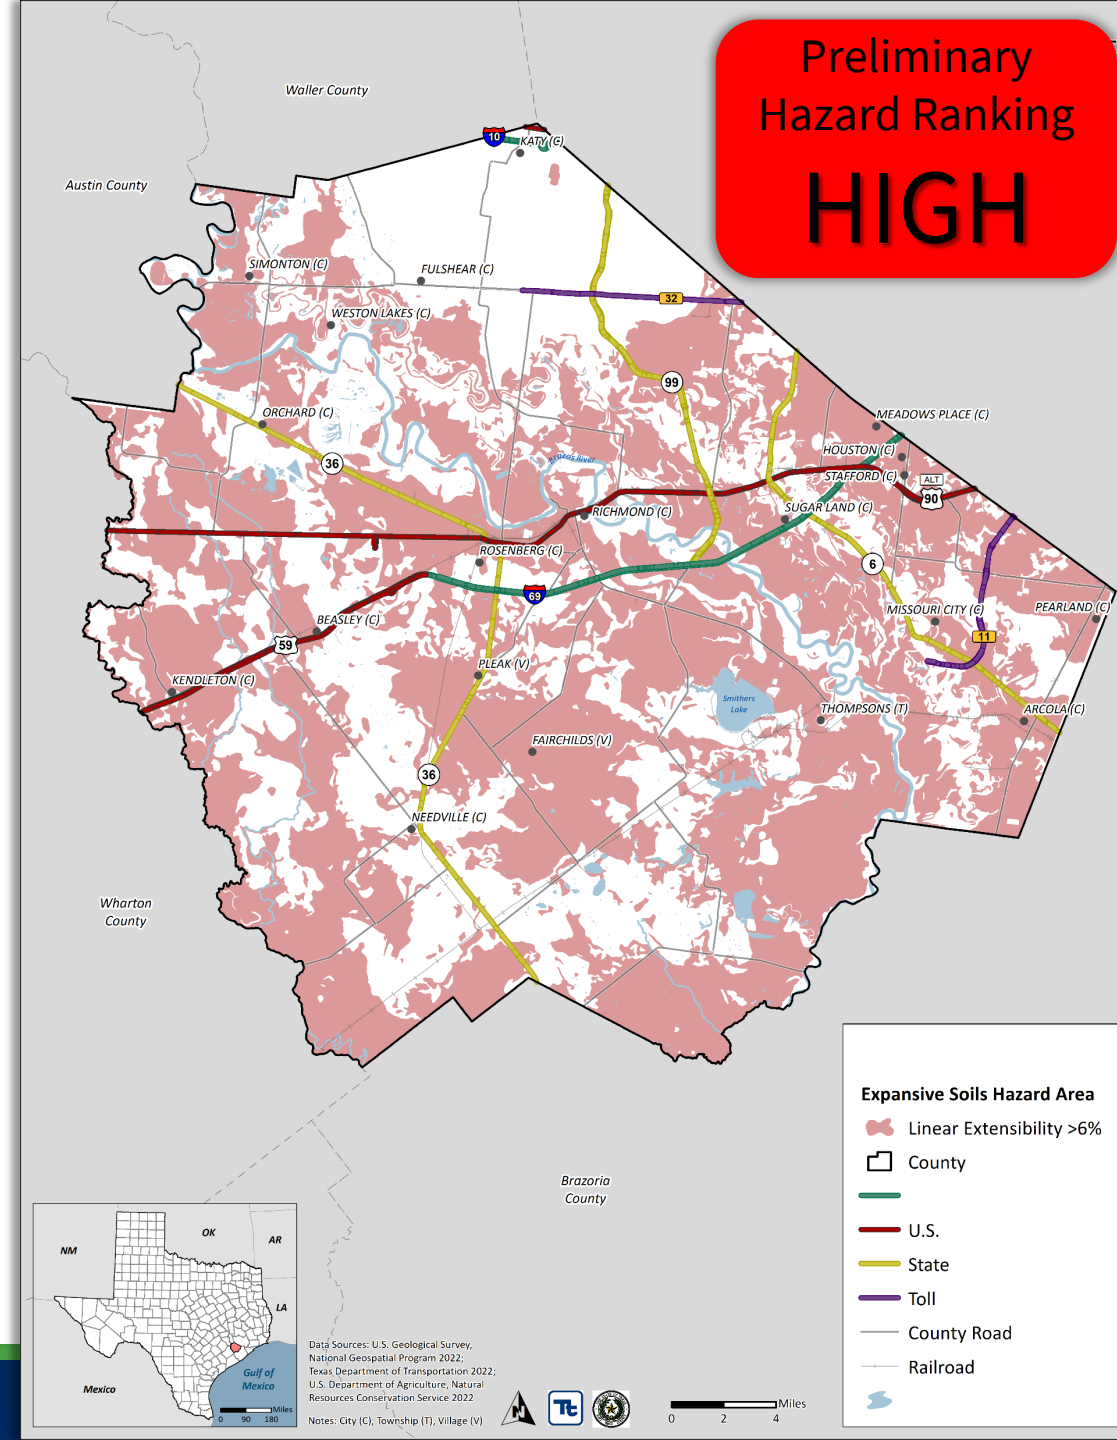 Preliminary
Hazard Ranking
HIGH
Waller County
Austin County
10
KATY (C)
SIMONTON (C)
FULSHEAR (C)
32
WESTON LAKES (C)
99
ORCHARD (C)
MEADOWS PLACE (C)
36
HOUSTON (C)
Brazos River
STAFFORD (C)
ALT
90
RICHMOND (C)
SUGAR LAND (C)
ROSENBERG (C)
6
69
BEASLEY (C)
MISSOURI CITY (C)
PEARLAND (C)
59
11
PLEAK (V)
KENDLETON (C)
Smithers
Lake
THOMPSONS (T)
ARCOLA (C)
FAIRCHILDS (V)
36
NEEDVILLE (C)
Wharton
County
Brazoria
County
Expansive Soils Hazard Area
Linear Extensibility >6%
County
U.S.
State
Toll
County Road
Railroad
OK
NM
AR
LA
Gulf of
Mexico
Mexico
Miles
0 90 180
Data Sources: U.S. Geological Survey,
National Geospatial Program 2022;
Texas Department of Transportation 2022;
U.S. Department of Agriculture, Natural
Resources Conservation Service 2022
Notes: City (C), Township (T), Village (V)
N
Tt
Miles
0 2 4